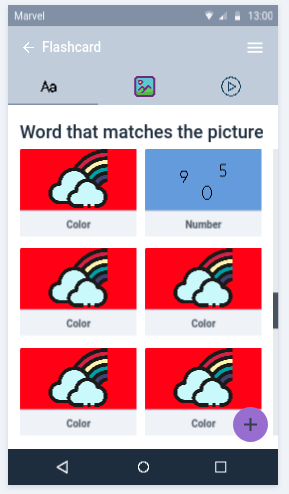 Marvel 13:00
Flashcard
Aa
Word that matches the picture
9 5
0
Color Number
Color Color
Color Color